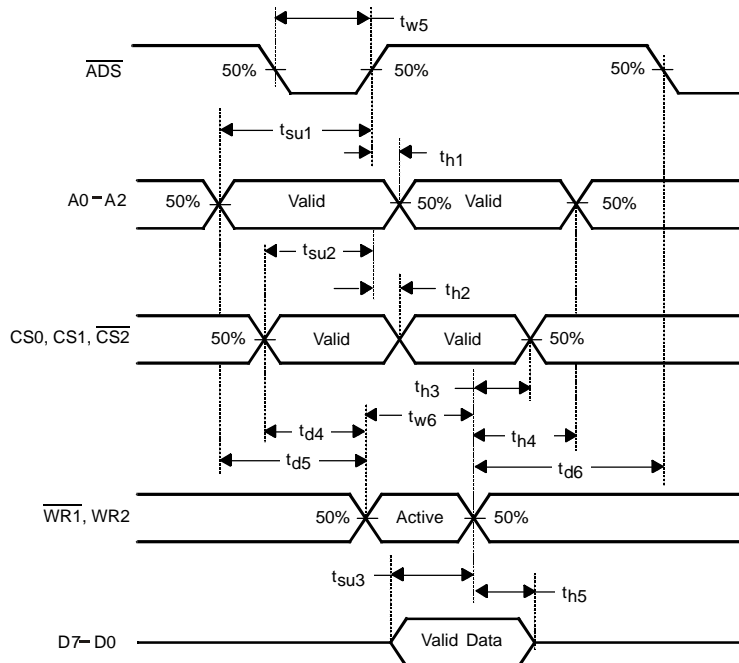 tw5
ADS 50% 50% 50%
tsu1
th1
A0–A2 50% Valid 50% Valid 50%
tsu2
th2
CS0, CS1, CS2 50% Valid Valid 50%
th3
tw6
td4 th4
td5 td6
WR1, WR2 50% Active 50%
tsu3 th5
D7–D0 Valid Data